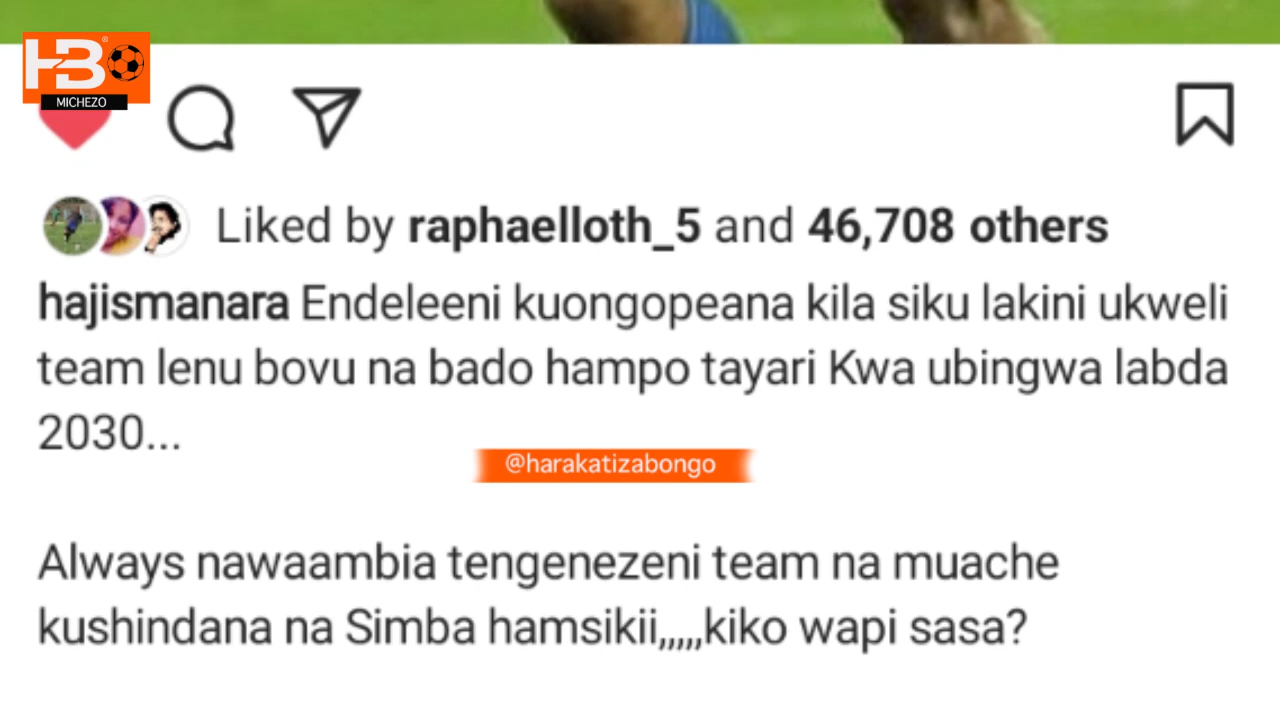 HB
MICHEZO
Liked by raphaelloth_5 and 46,708 others
hajismanara Endeleeni kuongopeana kila siku lakini ukweli
team lenu bovu na bado hampo tayari Kwa ubingwa labda
2030...
@harakatizabongo
Always nawaambia tengenezeni team na muache
kushindana na Simba hamsikii,,,,,kiko wapi sasa?